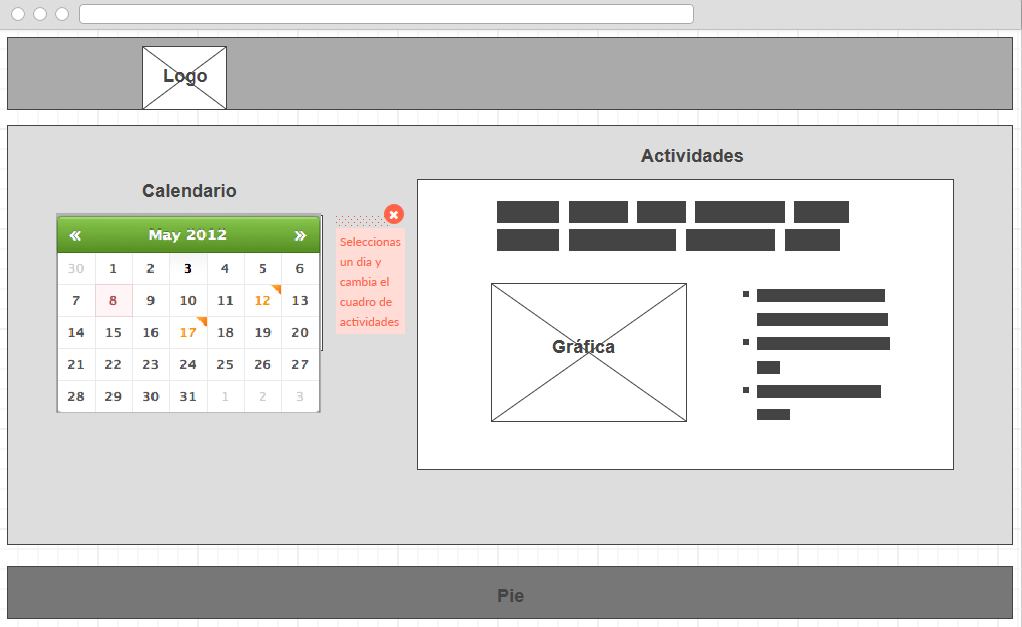 Logo
Actividades
Calendario
« May 2012 »
30 1 2 3 4 5 6
7 8 9 10 11 12 13
14 15 16 17 18 19 20
21 22 23 24 25 26 27
28 29 30 31 1 2 3
Seleccionas
un dia y
cambia el
cuadro de
actividades
Gráfica
Pie